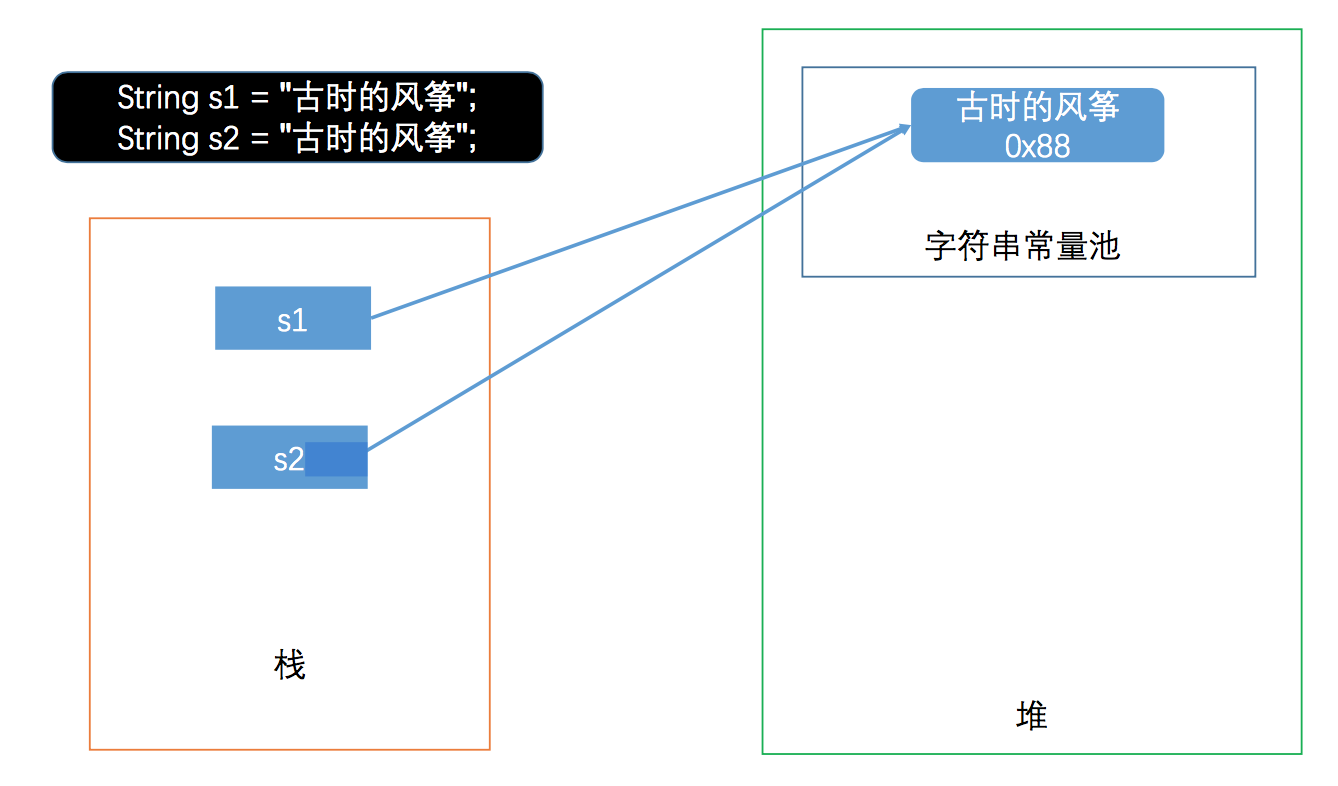 String s1 = "古时的风筝";
String s2 = "古时的风筝";
古时的风筝
0x88
字符串常量池
s1
s2
栈
堆